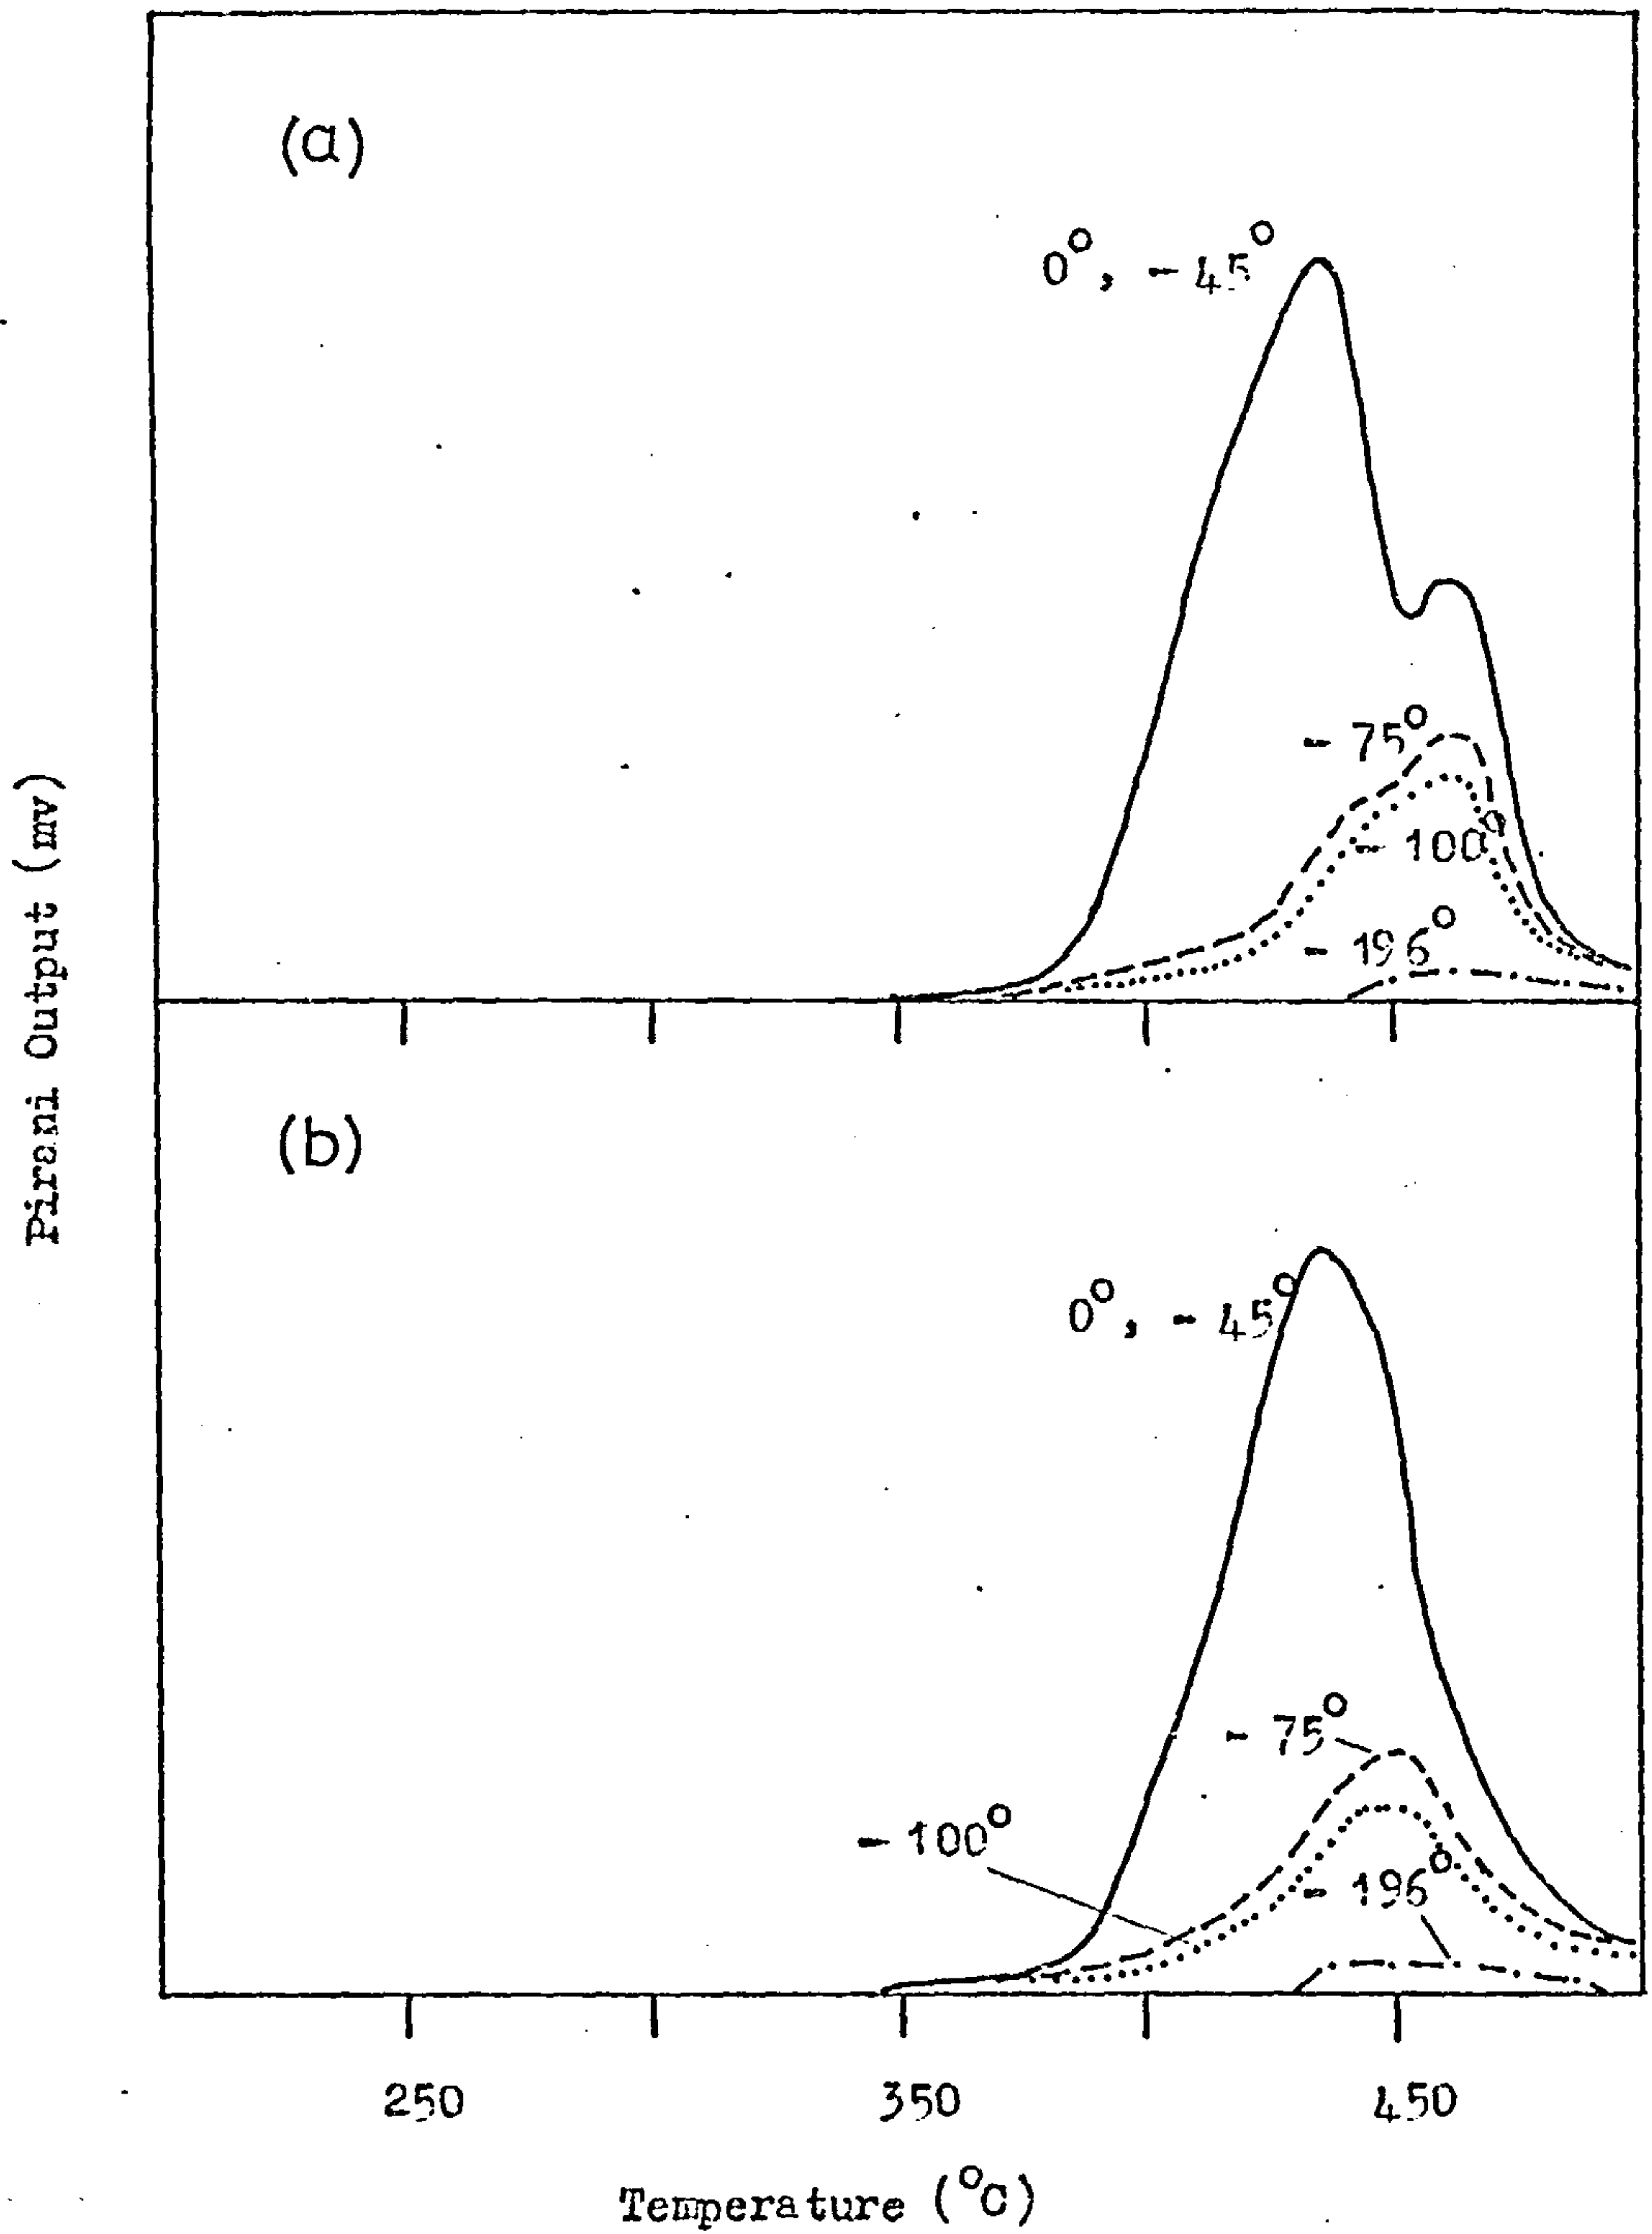 (a)
0°, - 45°
- 75°
- 100°
- 196°
Pirani Output (mv)
(b)
0°, - 45°
- 75°
- 100°
- 196°
250 350 450
Temperature (°C)